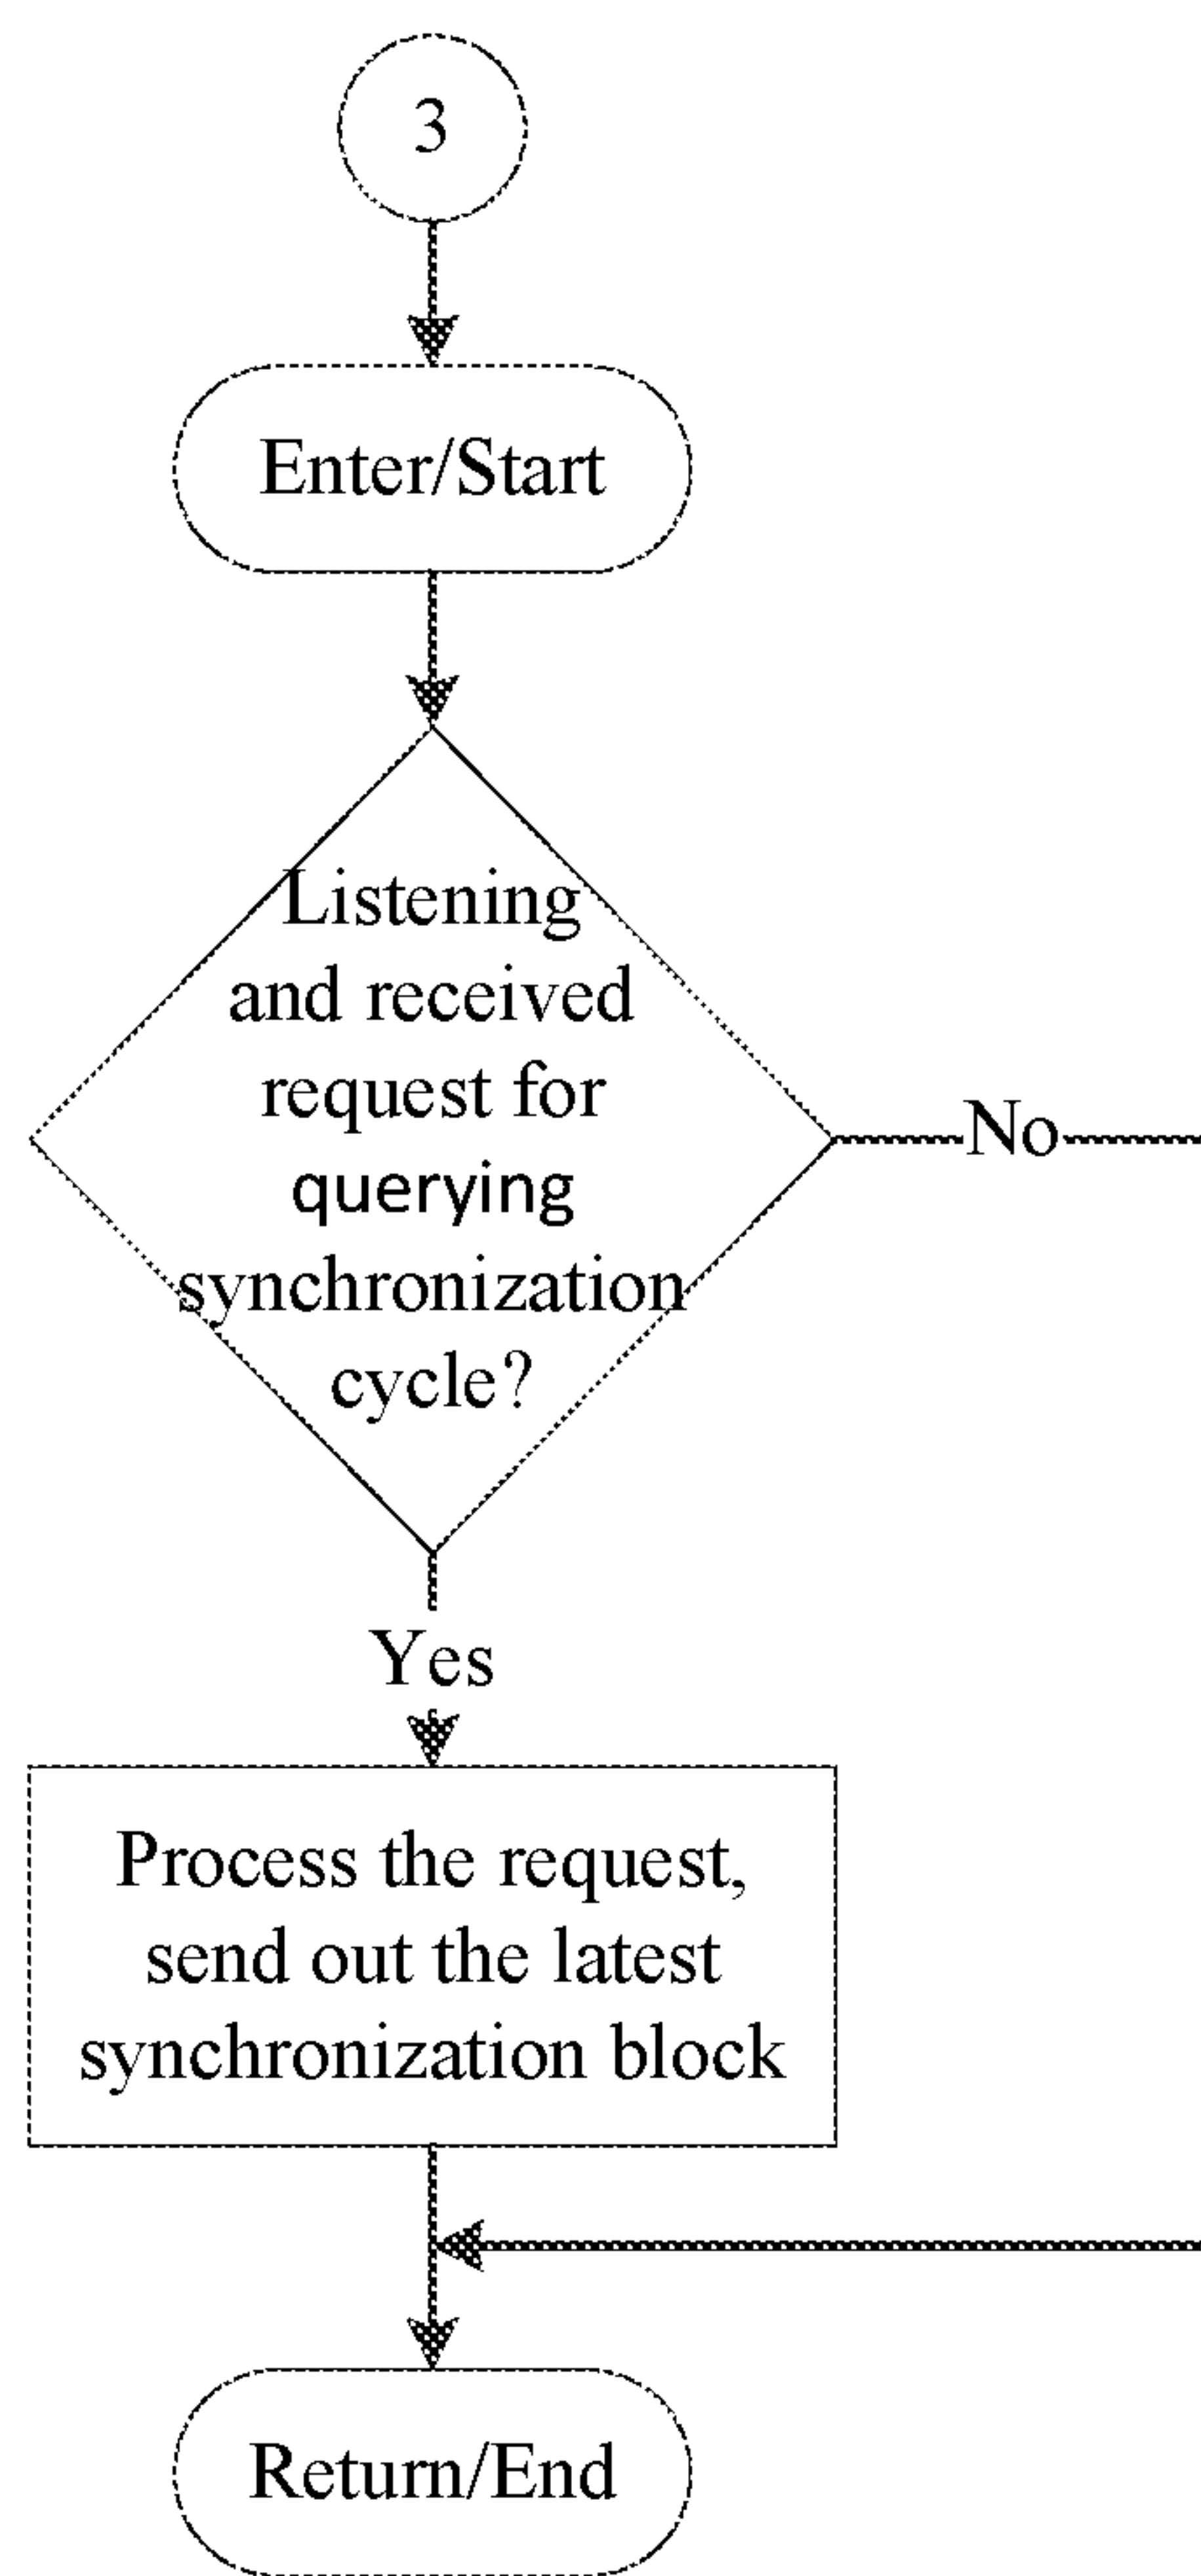 3
Enter/Start
Listening
and received
request for
querying
synchronization
cycle?
No
Yes
Process the request,
send out the latest
synchronization block
Return/End